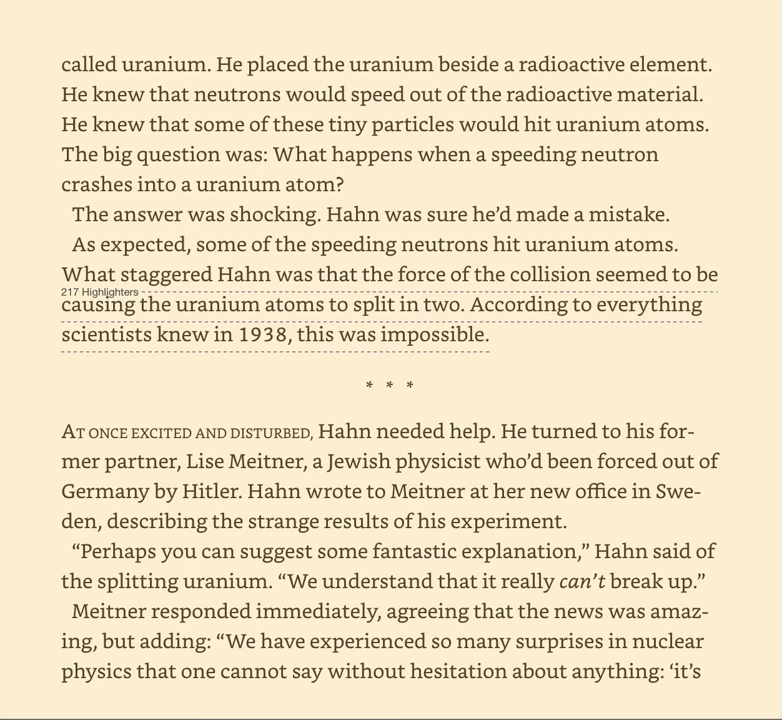 called uranium. He placed the uranium beside a radioactive element.
He knew that neutrons would speed out of the radioactive material.
He knew that some of these tiny particles would hit uranium atoms.
The big question was: What happens when a speeding neutron
crashes into a uranium atom?
The answer was shocking. Hahn was sure he’d made a mistake.
As expected, some of the speeding neutrons hit uranium atoms.
What staggered Hahn was that the force of the collision seemed to be
217 Highlighters
causing the uranium atoms to split in two. According to everything
scientists knew in 1938, this was impossible.
* * *
AT ONCE EXCITED AND DISTURBED, Hahn needed help. He turned to his for-
mer partner, Lise Meitner, a Jewish physicist who’d been forced out of
Germany by Hitler. Hahn wrote to Meitner at her new office in Swe-
den, describing the strange results of his experiment.
“Perhaps you can suggest some fantastic explanation,” Hahn said of
the splitting uranium. “We understand that it really can’t break up.”
Meitner responded immediately, agreeing that the news was amaz-
ing, but adding: “We have experienced so many surprises in nuclear
physics that one cannot say without hesitation about anything: ‘it’s